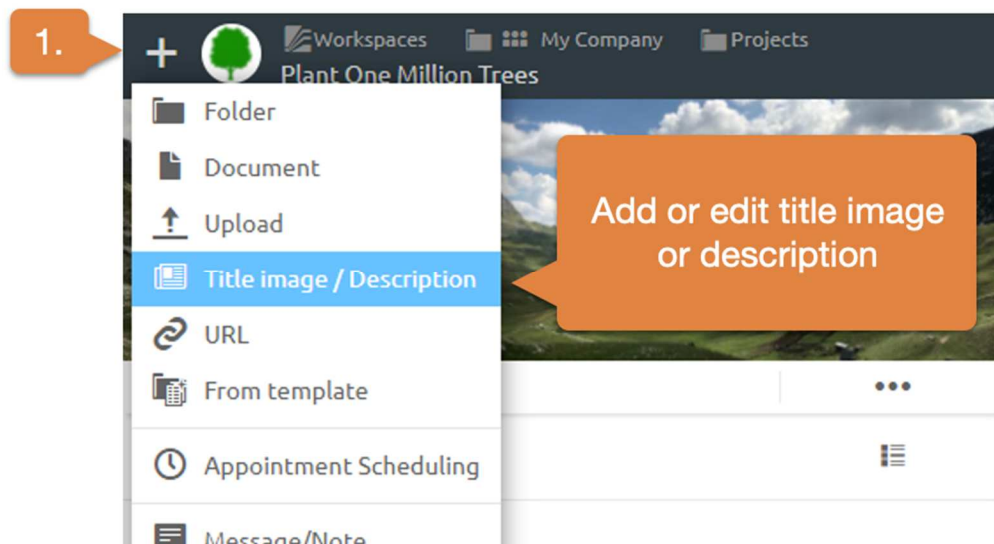 1.
Workspaces My Company Projects
Plant One Million Trees
Folder
Document
Upload
Title image / Description
URL
From template
Appointment Scheduling
Message/Note
Add or edit title image
or description